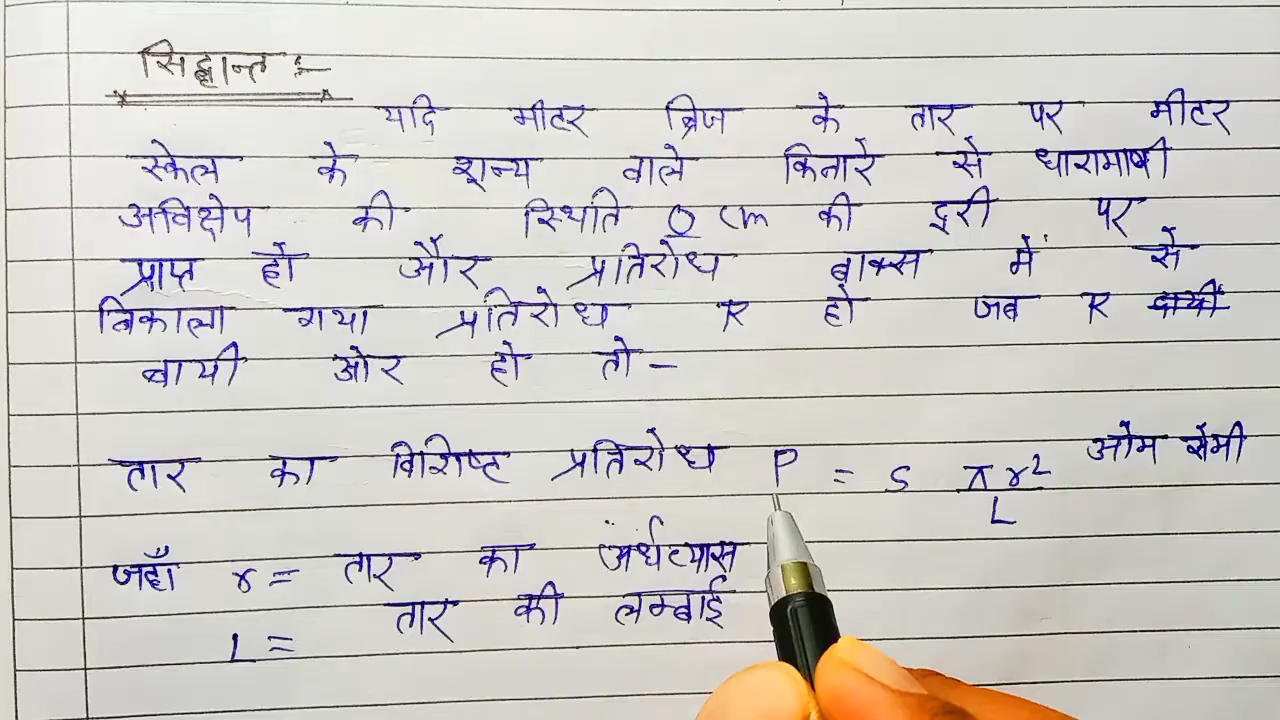 सिद्धान्त :-
यदि मीटर ब्रिज के तार पर मीटर
स्केल के शून्य वाले किनारे से धारामापी
अविक्षेप की स्थिति l cm की दूरी पर
प्राप्त हो और प्रतिरोध बाक्स में से
निकाला गया प्रतिरोध R हो जब R
बायी ओर हो तो -
तार का विशिष्ट प्रतिरोध P = S πr²/L ओम सेमी
जहाँ r = तार का अर्धव्यास
L = तार की लम्बाई